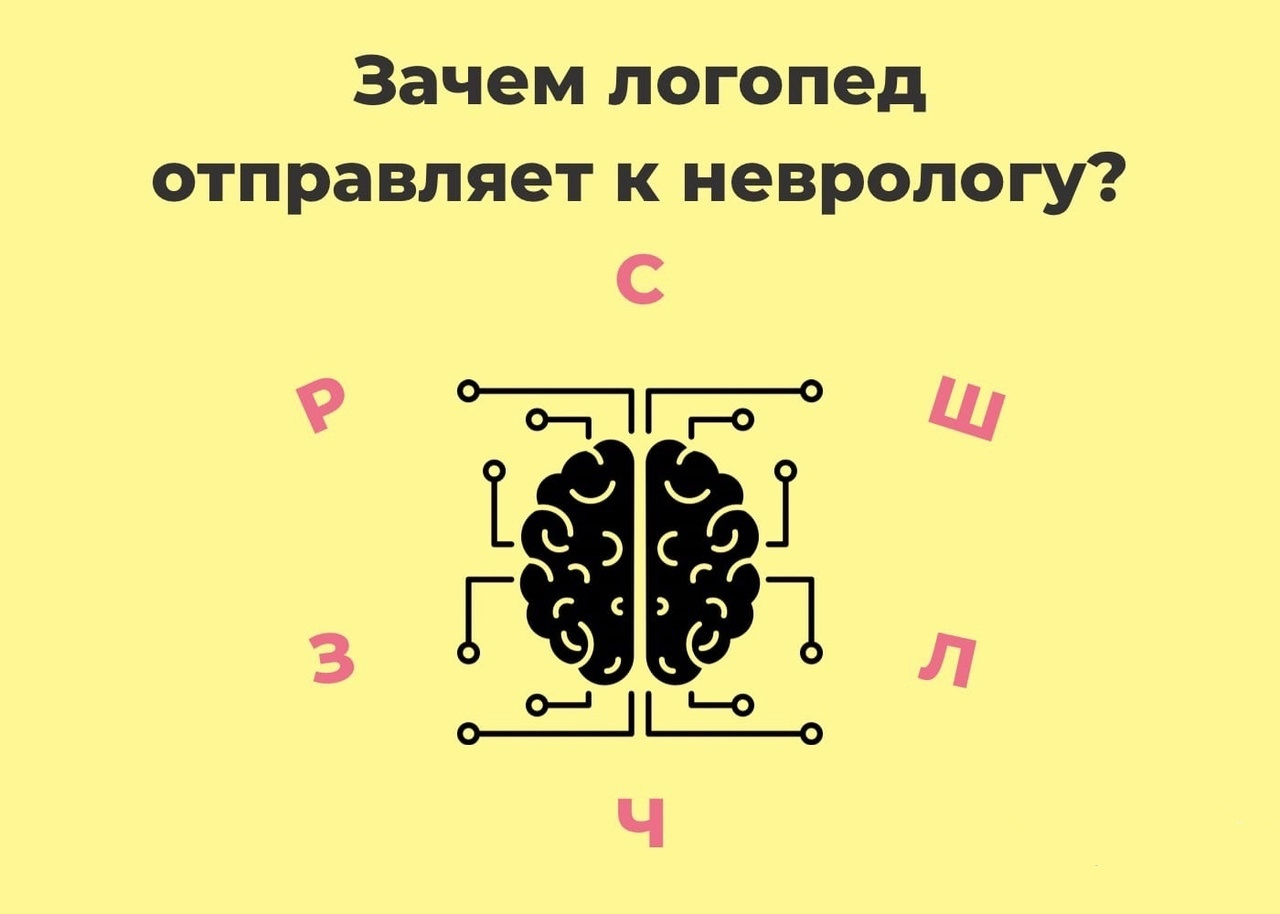 Зачем логопед
отправляет к неврологу?
С
Р
Ш
З
Л
Ч